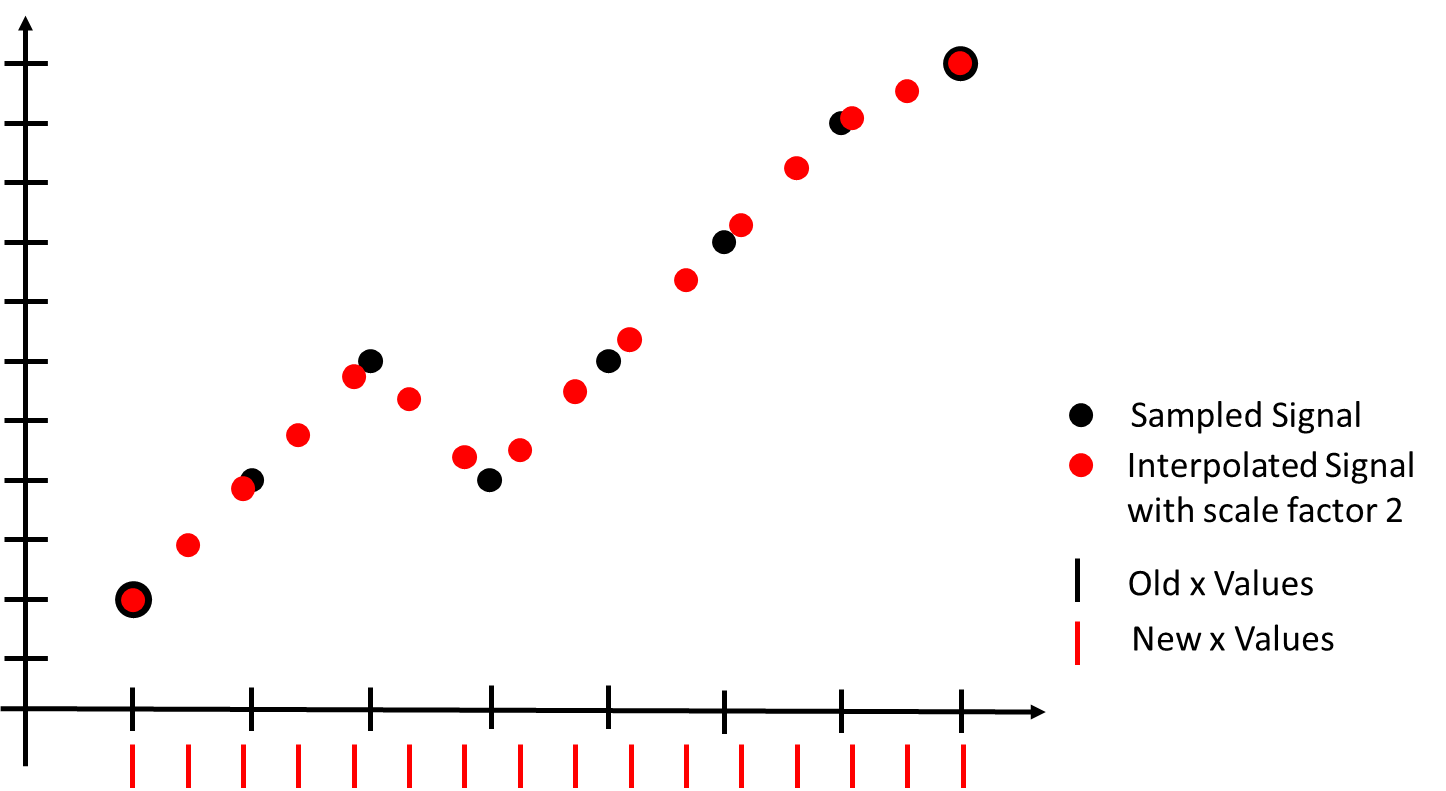 Sampled Signal
Interpolated Signal
with scale factor 2
Old x Values
New x Values